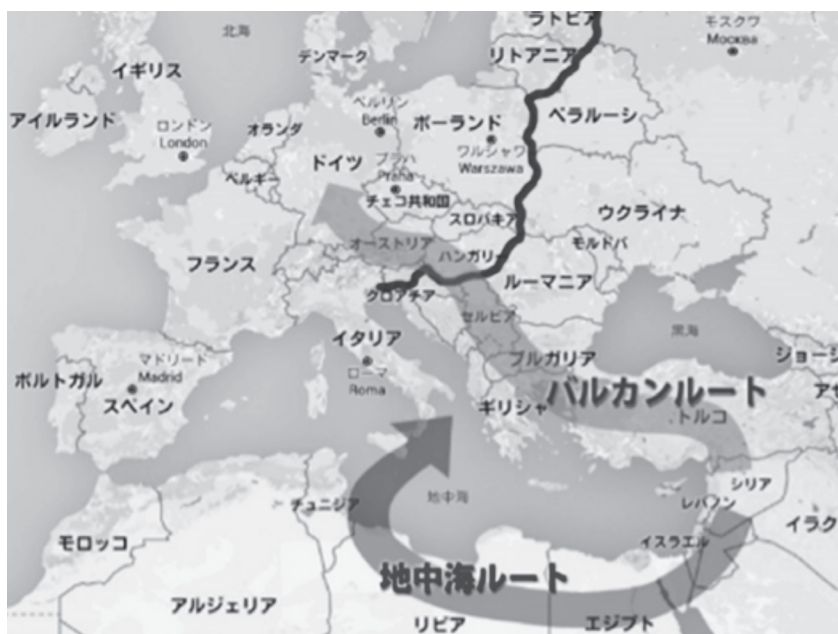 ラトビア
モスクワ
Москва
北海
デンマーク
リトアニア
イギリス
アイルランド
ロンドン
London
オランダ
ベルリン
Berlin
ポーランド
ベラルーシ
ワルシャワ
Warszawa
ベルギー
ドイツ
プラハ
Praha
チェコ共和国
スロバキア
ウクライナ
フランス
オーストリア
ハンガリー
モルドバ
ルーマニア
クロアチア
セルビア
イタリア
黒海
ブルガリア
ジョージ
マドリード
Madrid
ポルトガル
スペイン
ローマ
Roma
ギリシャ
バルカンルート
トルコ
アゼ
シリア
レバノン
イラク
地中海
チュニジア
イスラエル
モロッコ
地中海ルート
アルジェリア
リビア
エジプト